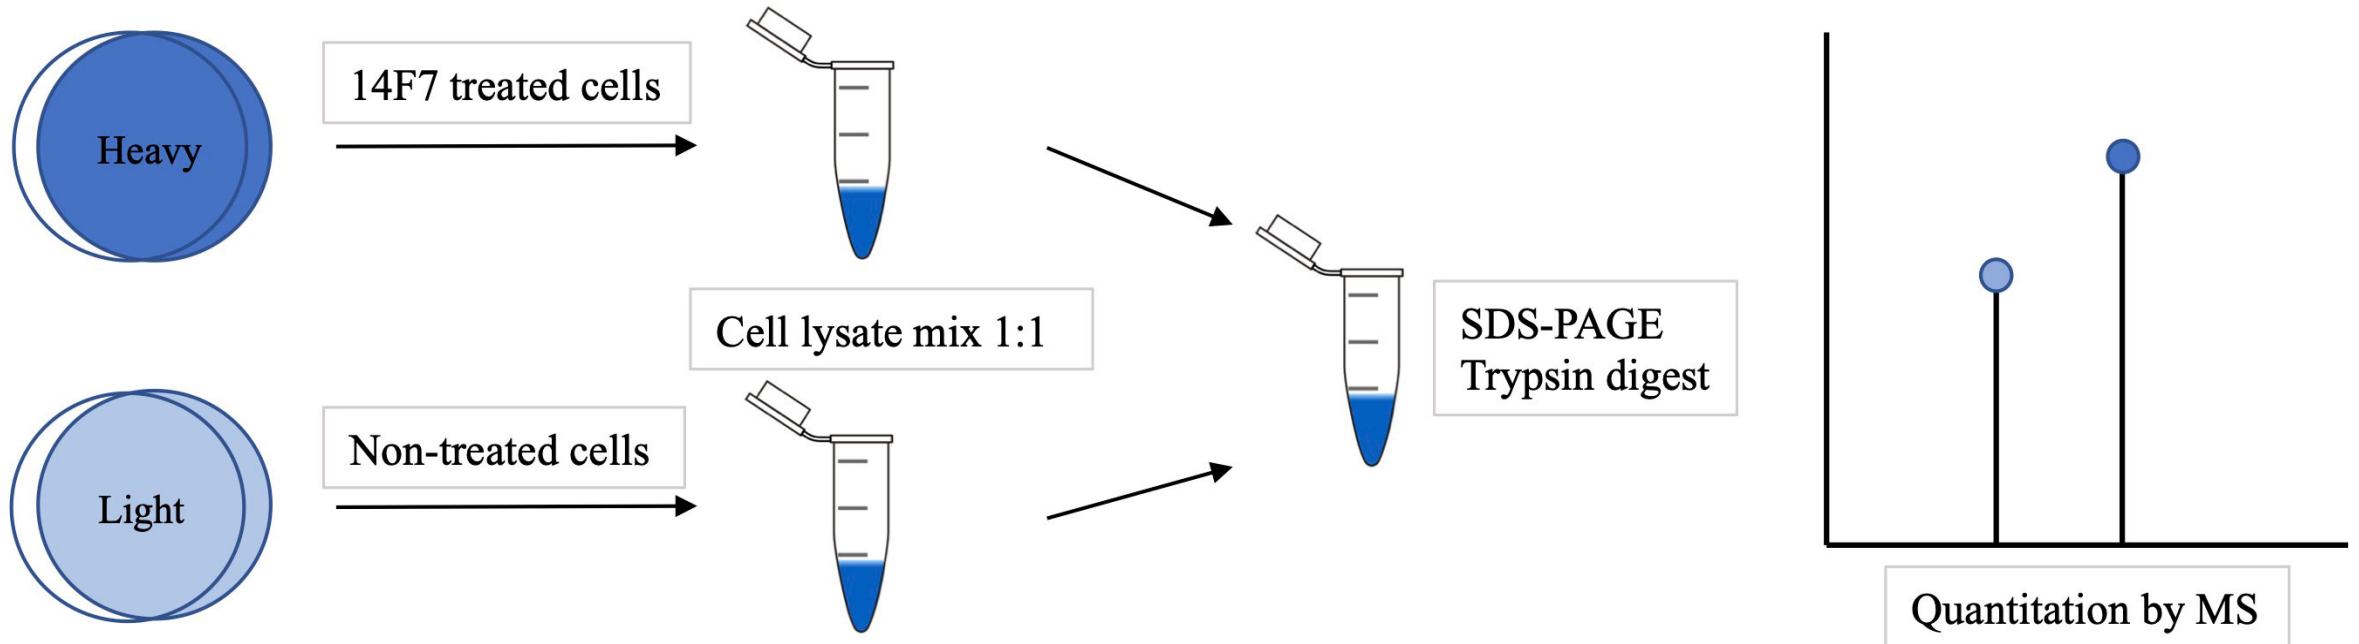 Heavy
14F7 treated cells
Cell lysate mix 1:1
SDS-PAGE
Trypsin digest
Light
Non-treated cells
Quantitation by MS